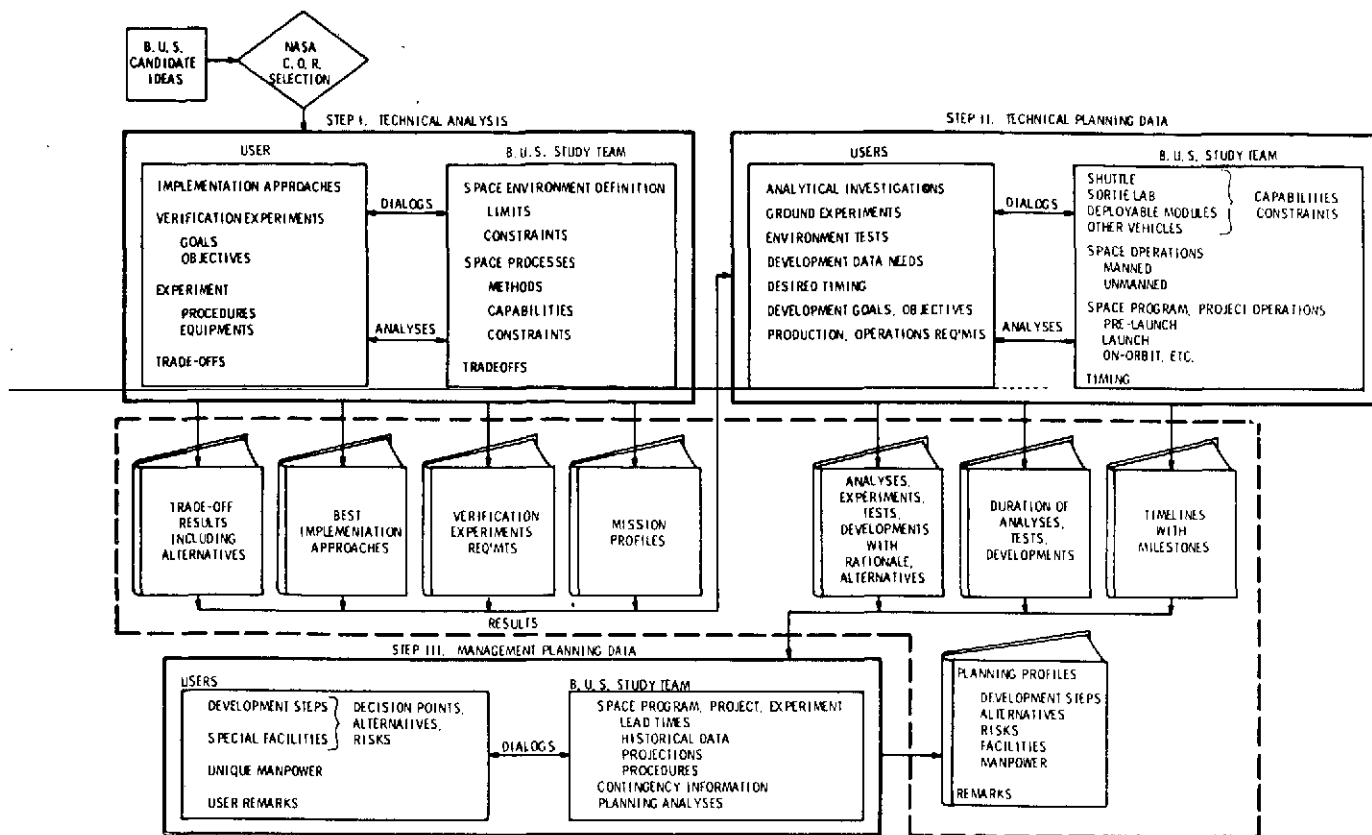 B. U. S.
CANDIDATE
IDEAS
NASA
C. O. R.
SELECTION
STEP I. TECHNICAL ANALYSIS
USER
IMPLEMENTATION APPROACHES
VERIFICATION EXPERIMENTS
GOALS
OBJECTIVES
EXPERIMENT
PROCEDURES
EQUIPMENTS
TRADE-OFFS
DIALOGS
ANALYSES
B. U. S. STUDY TEAM
SPACE ENVIRONMENT DEFINITION
LIMITS
CONSTRAINTS
SPACE PROCESSES
METHODS
CAPABILITIES
CONSTRAINTS
TRADEOFFS
STEP II. TECHNICAL PLANNING DATA
USERS
ANALYTICAL INVESTIGATIONS
GROUND EXPERIMENTS
ENVIRONMENT TESTS
DEVELOPMENT DATA NEEDS
DESIRED TIMING
DEVELOPMENT GOALS, OBJECTIVES
PRODUCTION, OPERATIONS REQ'MTS
DIALOGS
ANALYSES
B. U. S. STUDY TEAM
SHUTTLE
SORTIE LAB
DEPLOYABLE MODULES
OTHER VEHICLES
CAPABILITIES
CONSTRAINTS
SPACE OPERATIONS
MANNED
UNMANNED
SPACE PROGRAM, PROJECT OPERATIONS
PRE-LAUNCH
LAUNCH
ON-ORBIT, ETC.
TIMING
TRADE-OFF
RESULTS
INCLUDING
ALTERNATIVES
BEST
IMPLEMENTATION
APPROACHES
VERIFICATION
EXPERIMENTS
REQ'MTS
MISSION
PROFILES
ANALYSES,
EXPERIMENTS,
TESTS,
DEVELOPMENTS
WITH
RATIONALE,
ALTERNATIVES
DURATION OF
ANALYSES,
TESTS,
DEVELOPMENTS
TIMELINES
WITH
MILESTONES
RESULTS
STEP III. MANAGEMENT PLANNING DATA
USERS
DEVELOPMENT STEPS
SPECIAL FACILITIES
DECISION POINTS,
ALTERNATIVES,
RISKS
UNIQUE MANPOWER
USER REMARKS
DIALOGS
B. U. S. STUDY TEAM
SPACE PROGRAM, PROJECT, EXPERIMENT
LEAD TIMES
HISTORICAL DATA
PROJECTIONS
PROCEDURES
CONTINGENCY INFORMATION
PLANNING ANALYSES
PLANNING PROFILES
DEVELOPMENT STEPS
ALTERNATIVES
RISKS
FACILITIES
MANPOWER
REMARKS